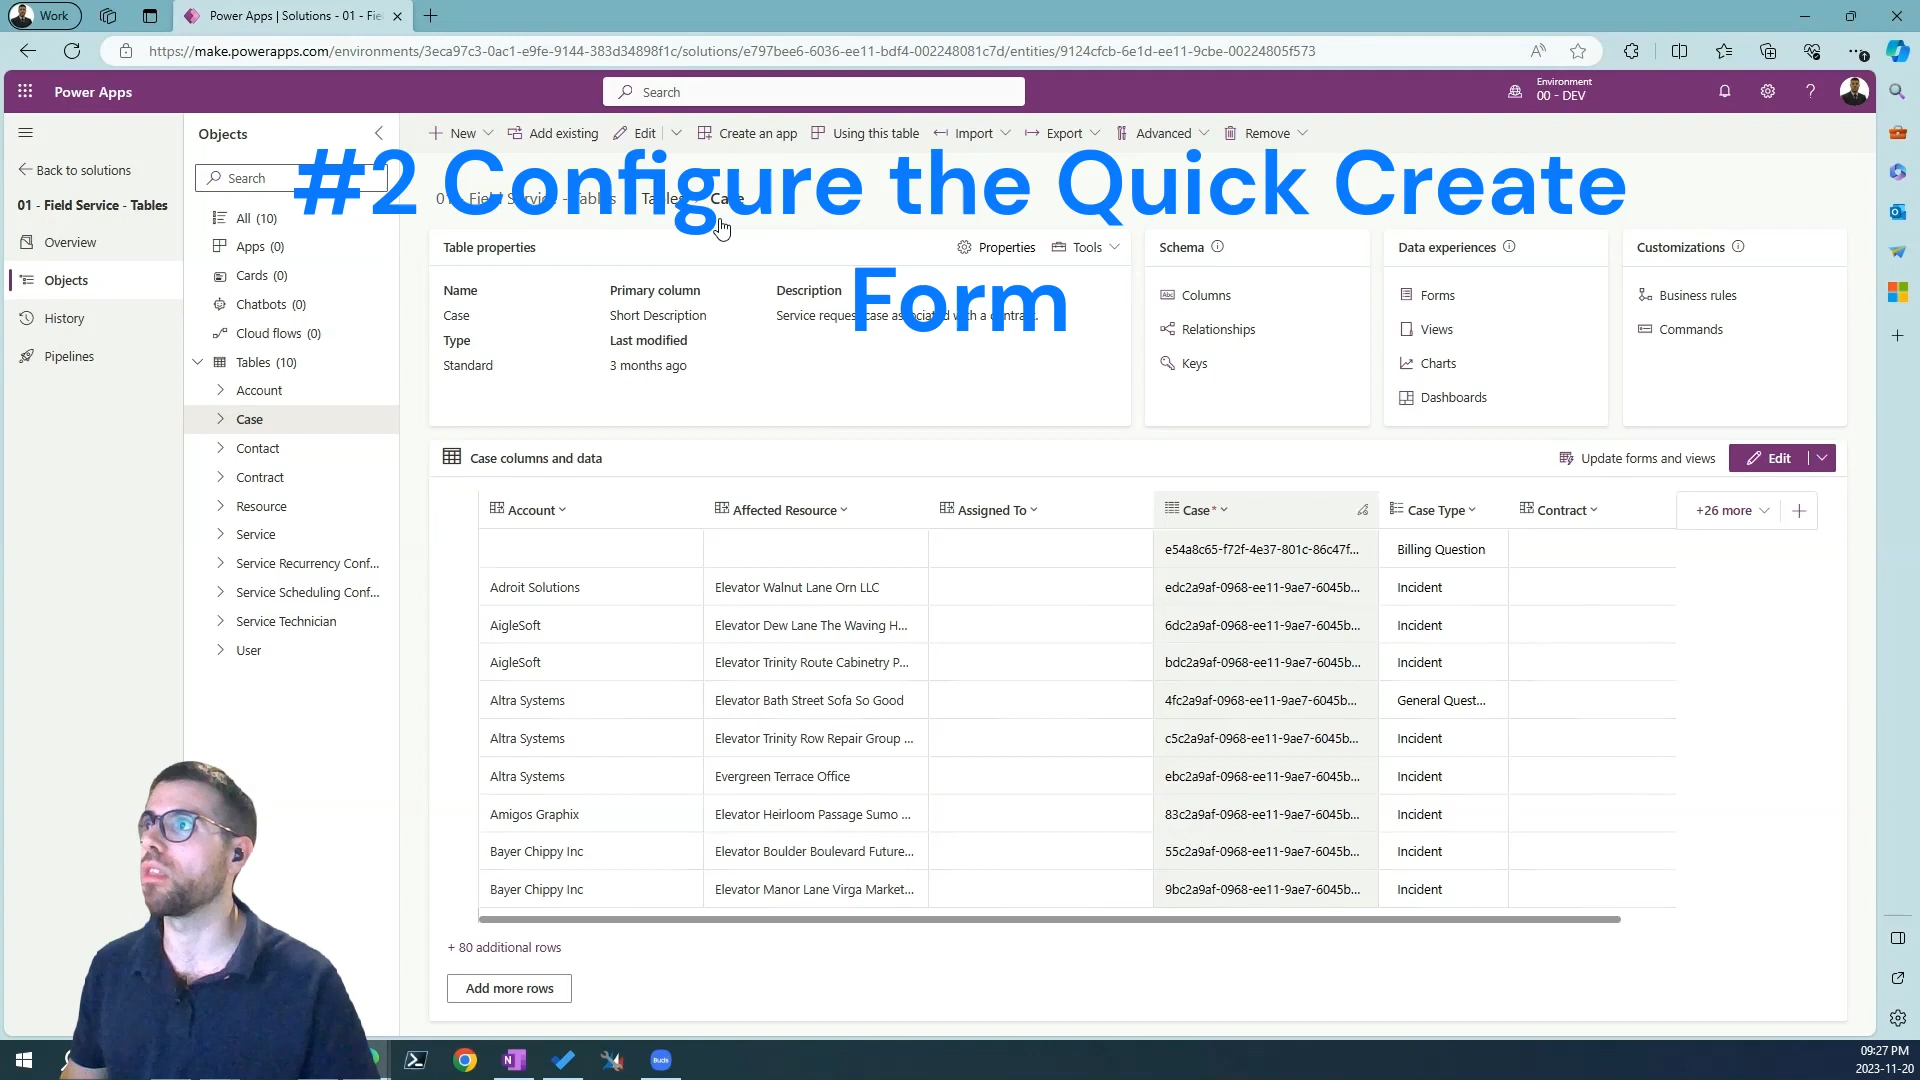 Work
Power Apps | Solutions - 01 - Fie
https://make.powerapps.com/environments/3eca97c3-0ac1-e9fe-9144-383d34898f1c/solutions/e797bee6-6036-ee11-bdf4-002248081c7d/entities/9124cfcb-6e1d-ee11-9cbe-00224805f573
Power Apps
Search
Environment
00 - DEV
Objects
New
Add existing
Edit
Create an app
Using this table
Import
Export
Advanced
Remove
#2 Configure the Quick Create
Form
Back to solutions
01 - Field Service - Tables
Overview
Objects
History
Pipelines
Search
All (10)
Apps (0)
Cards (0)
Chatbots (0)
Cloud flows (0)
Tables (10)
Account
Case
Contact
Contract
Resource
Service
Service Recurrency Conf...
Service Scheduling Conf...
Service Technician
User
Tables
Case
Table properties
Properties
Tools
Name
Primary column
Description
Case
Short Description
Service request case associated with a contract.
Type
Last modified
Standard
3 months ago
Schema
Columns
Relationships
Keys
Data experiences
Forms
Views
Charts
Dashboards
Customizations
Business rules
Commands
Case columns and data
Update forms and views
Edit
Account
Affected Resource
Assigned To
Case*
Case Type
Contract
+26 more
e54a8c65-f72f-4e37-801c-86c47f... Billing Question
Adroit Solutions Elevator Walnut Lane Orn LLC edc2a9af-0968-ee11-9ae7-6045b... Incident
AigleSoft Elevator Dew Lane The Waving H... 6dc2a9af-0968-ee11-9ae7-6045b... Incident
AigleSoft Elevator Trinity Route Cabinetry P... bdc2a9af-0968-ee11-9ae7-6045b... Incident
Altra Systems Elevator Bath Street Sofa So Good 4fc2a9af-0968-ee11-9ae7-6045b... General Quest...
Altra Systems Elevator Trinity Row Repair Group ... c5c2a9af-0968-ee11-9ae7-6045b... Incident
Altra Systems Evergreen Terrace Office ebc2a9af-0968-ee11-9ae7-6045b... Incident
Amigos Graphix Elevator Heirloom Passage Sumo ... 83c2a9af-0968-ee11-9ae7-6045b... Incident
Bayer Chippy Inc Elevator Boulder Boulevard Future... 55c2a9af-0968-ee11-9ae7-6045b... Incident
Bayer Chippy Inc Elevator Manor Lane Virga Market... 9bc2a9af-0968-ee11-9ae7-6045b... Incident
+ 80 additional rows
Add more rows
Buds
09:27 PM
2023-11-20